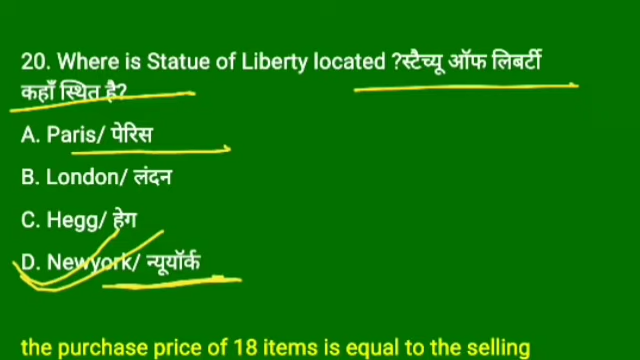 20. Where is Statue of Liberty located ?स्टैच्यू ऑफ लिबर्टी
कहाँ स्थित है?
A. Paris/ पेरिस
B. London/ लंदन
C. Hegg/ हेग
D. Newyork/ न्यूयॉर्क
the purchase price of 18 items is equal to the selling